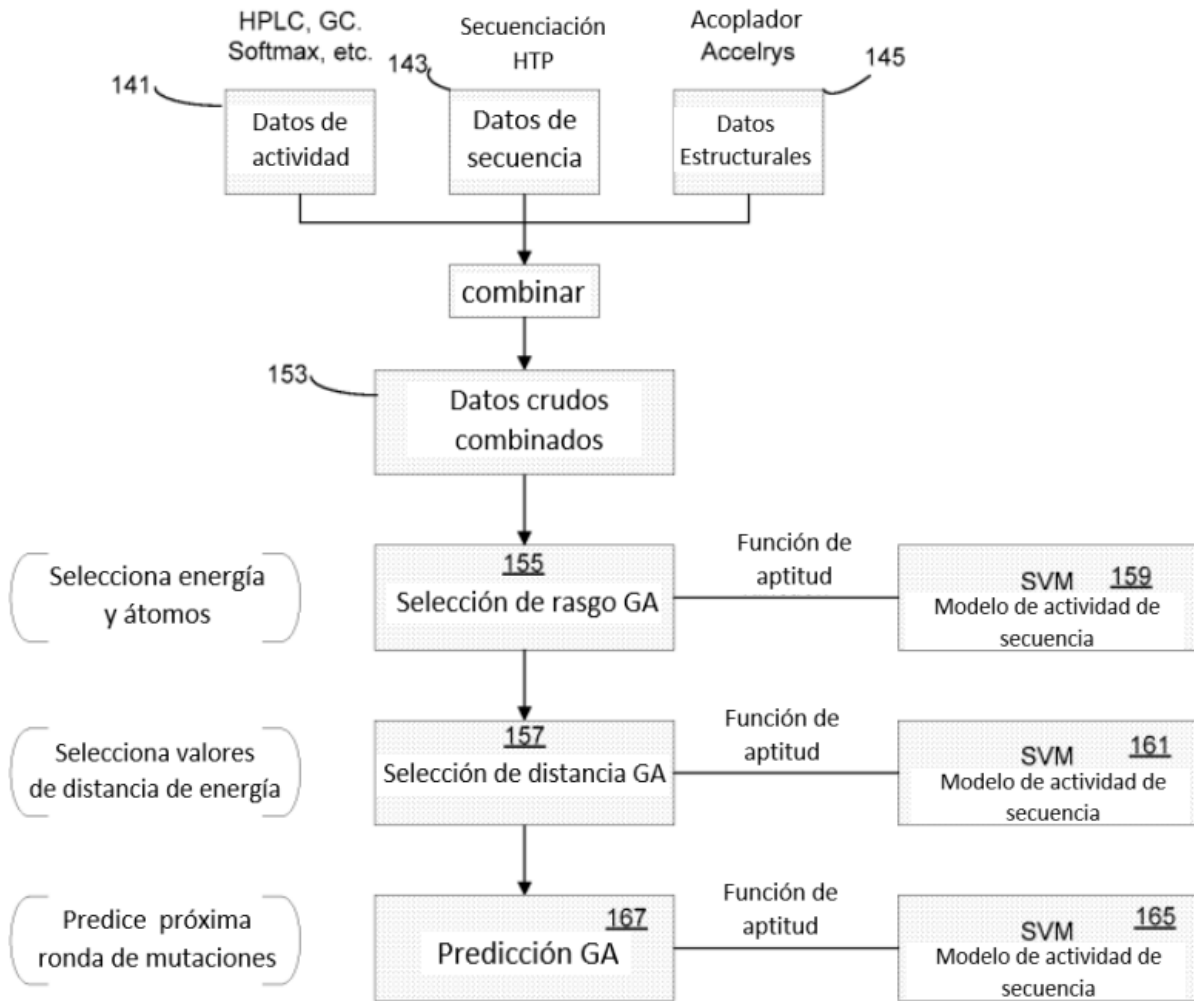 HPLC, GC.
Softmax, etc.
141
Datos de
actividad
Secuenciación
HTP
143
Datos de
secuencia
Acoplador
Accelrys
145
Datos
Estructurales
combinar
153
Datos crudos
combinados
Selecciona energía
y átomos
155
Selección de rasgo GA
Función de
aptitud
SVM 159
Modelo de actividad de
secuencia
Selecciona valores
de distancia de energía
157
Selección de distancia GA
Función de
aptitud
SVM 161
Modelo de actividad de
secuencia
Predice próxima
ronda de mutaciones
167
Predicción GA
Función de
aptitud
SVM 165
Modelo de actividad de
secuencia